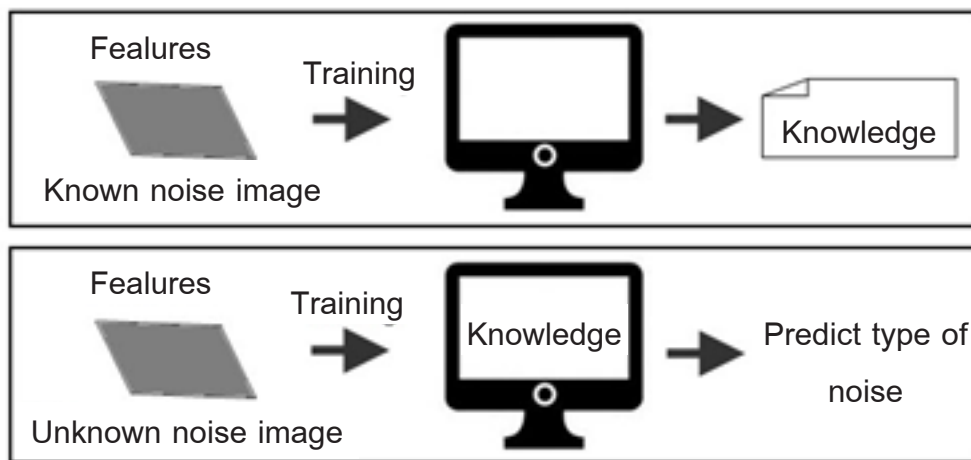 Fealures
Training
Knowledge
Known noise image
Fealures
Training
Knowledge
Predict type of
noise
Unknown noise image